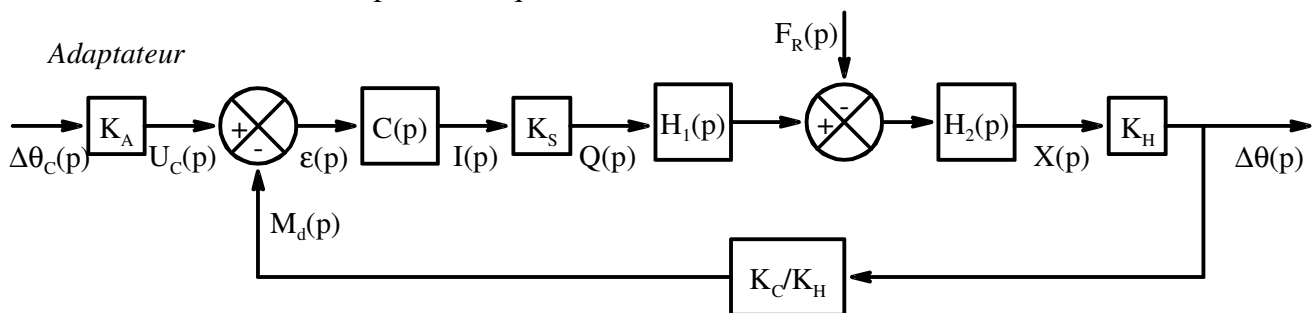 F_R(p)
Adaptateur
K_A
+
-
C(p)
K_S
H_1(p)
+
-
H_2(p)
K_H
Δθ_C(p)
U_C(p)
ε(p)
I(p)
Q(p)
X(p)
Δθ(p)
M_d(p)
K_C/K_H